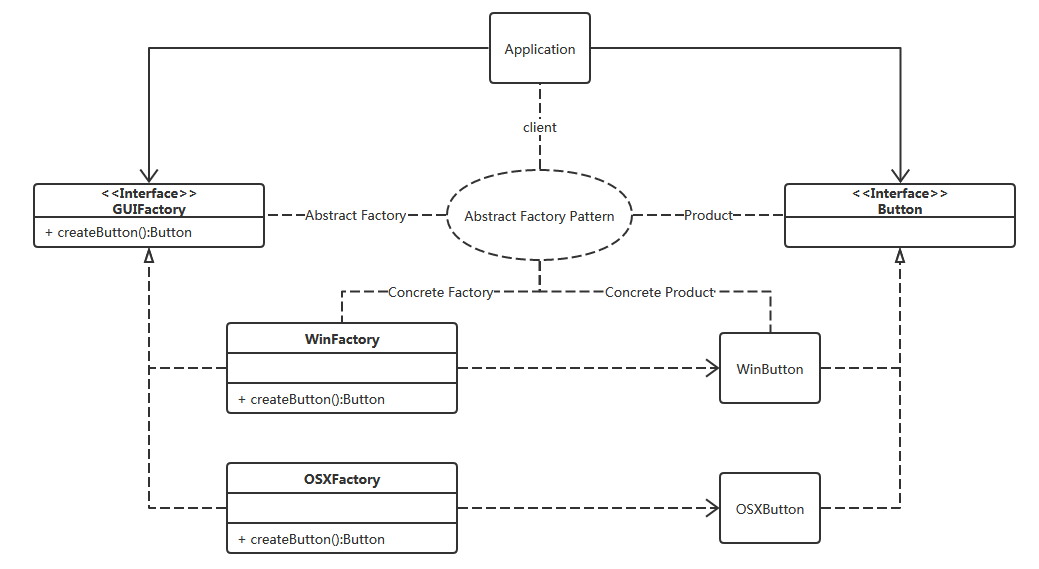 Application
client
<<Interface>>
GUIFactory
+ createButton():Button
Abstract Factory
Abstract Factory Pattern
Product
<<Interface>>
Button
Concrete Factory
Concrete Product
WinFactory
+ createButton():Button
WinButton
OSXFactory
+ createButton():Button
OSXButton